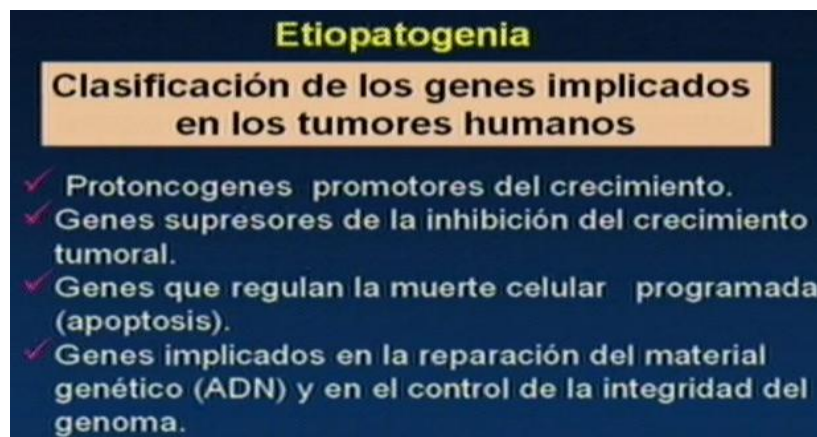 Etiopatogenia
Clasificación de los genes implicados
en los tumores humanos
Protoncogenes promotores del crecimiento.
Genes supresores de la inhibición del crecimiento
tumoral.
Genes que regulan la muerte celular programada
(apoptosis).
Genes implicados en la reparación del material
genético (ADN) y en el control de la integridad del
genoma.